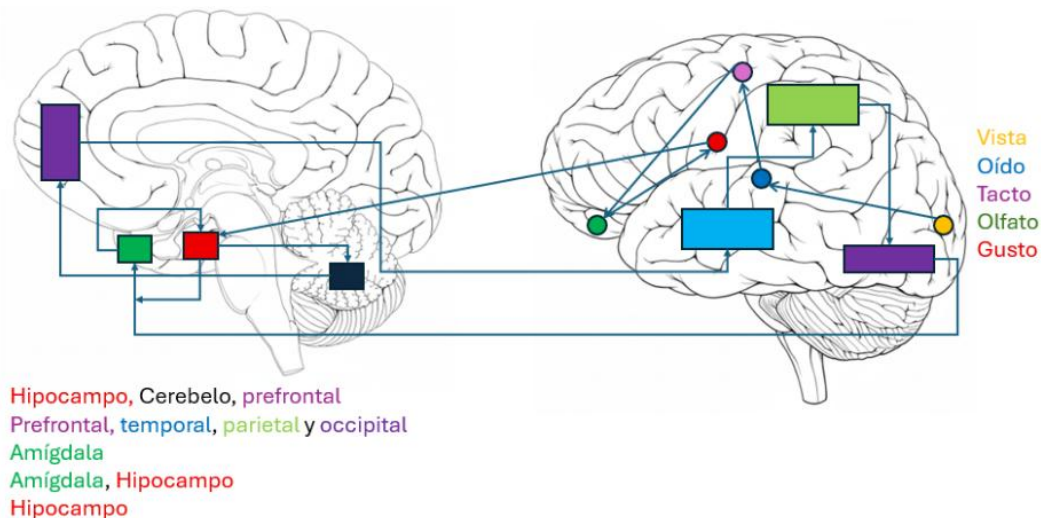 Vista
Oído
Tacto
Olfato
Gusto
Hipocampo, Cerebelo, prefrontal
Prefrontal, temporal, parietal y occipital
Amígdala
Amígdala, Hipocampo
Hipocampo